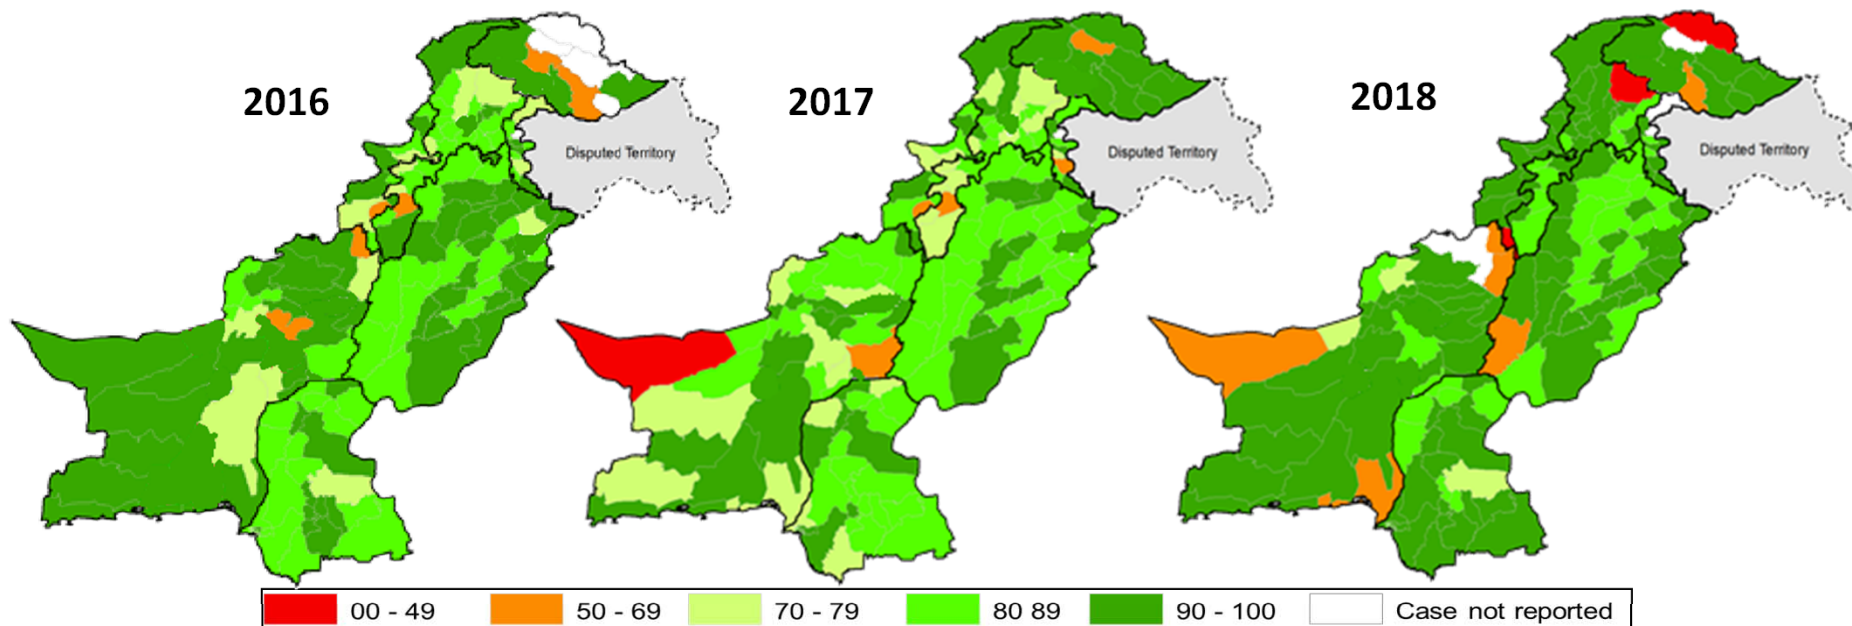 2016
2017
2018
Disputed Territory
Disputed Territory
Disputed Territory
00 - 49
50 - 69
70 - 79
80 89
90 - 100
Case not reported